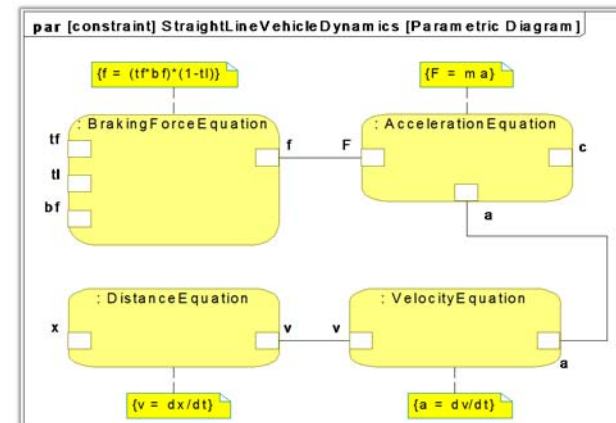 par [constraint] StraightLineVehicleDynamics [Parametric Diagram]
{f = (tf*bf)*(1-tl)}
{F = ma}
: BrakingForceEquation
: AccelerationEquation
tf
f
F
c
tl
bf
a
: DistanceEquation
: VelocityEquation
x
v
v
a
{v = dx/dt}
{a = dv/dt}